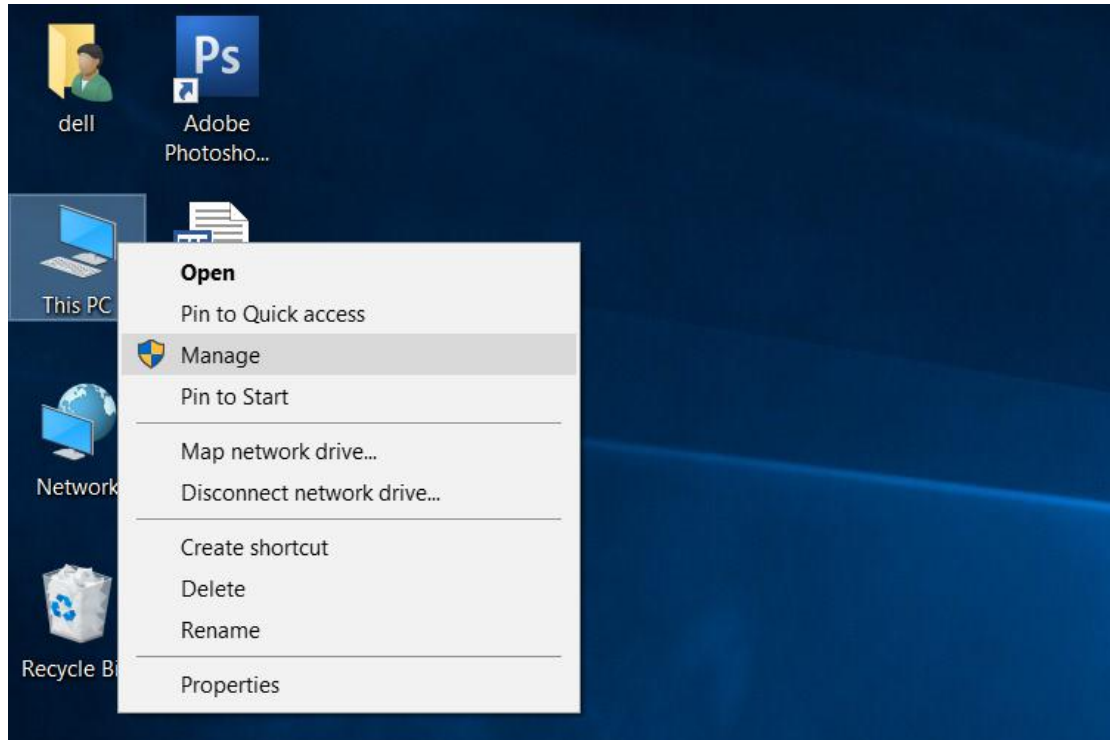 Ps
dell
Adobe
Photosho...
This PC
Open
Pin to Quick access
Manage
Pin to Start
Map network drive...
Disconnect network drive...
Create shortcut
Delete
Rename
Properties
Network
Recycle Bi